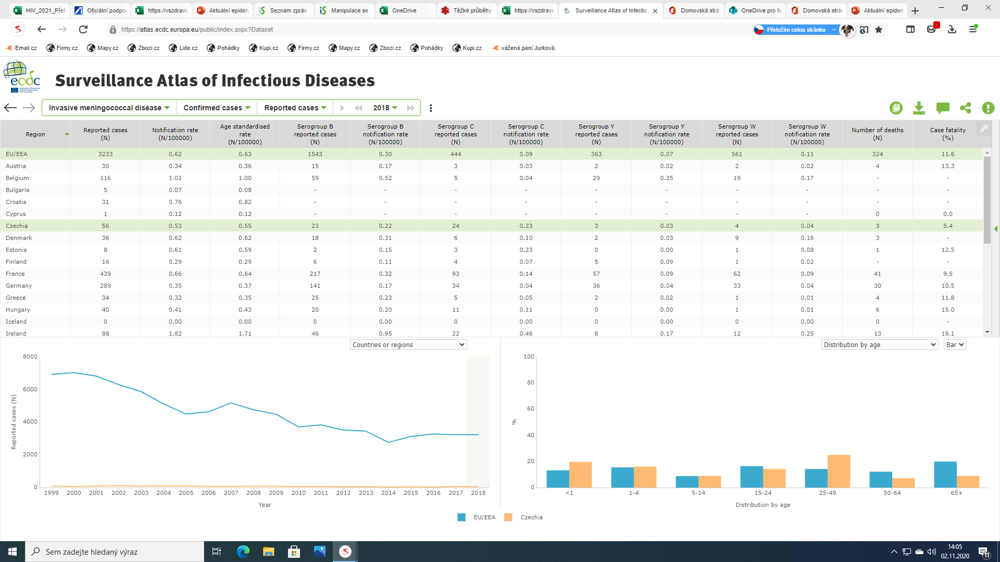 HIV_2021_Přeh
Oficiální podpor
https://vszdravo
Aktuální epiden
Seznam zpráv
Manipulace se
OneDrive
Těžké průběhy
https://vszdravo
Surveillance Atlas of Infectio
Domovská strán
OneDrive pro fir
Domovská strán
Aktuální epiden
https://atlas.ecdc.europa.eu/public/index.aspx?Dataset
Přeložím celou stránku
Email.cz Firmy.cz Mapy.cz Zbozi.cz Lide.cz Pohádky Kupi.cz Firmy.cz Mapy.cz Zbozi.cz Pohádky Kupi.cz vážená paní Jurková,
ecdc
Surveillance Atlas of Infectious Diseases
Invasive meningococcal disease Confirmed cases Reported cases 2018
Region | Reported cases (N) | Notification rate (N/100000) | Age standardised rate (N/100000) | Serogroup B reported cases (N) | Serogroup B notification rate (N/100000) | Serogroup C reported cases (N) | Serogroup C notification rate (N/100000) | Serogroup Y reported cases (N) | Serogroup Y notification rate (N/100000) | Serogroup W reported cases (N) | Serogroup W notification rate (N/100000) | Number of deaths (N) | Case fatality (%)
EU/EEA 3233 0.62 0.63 1543 0.30 444 0.09 363 0.07 561 0.11 324 11.6
Austria 30 0.34 0.36 15 0.17 3 0.03 2 0.02 2 0.02 4 13.3
Belgium 116 1.02 1.00 59 0.52 5 0.04 29 0.25 19 0.17 - -
Bulgaria 5 0.07 0.08 - - - - - - - - - -
Croatia 31 0.76 0.82 - - - - - - - - - -
Cyprus 1 0.12 0.12 - - - - - - - - 0 0.0
Czechia 56 0.53 0.55 23 0.22 24 0.23 3 0.03 4 0.04 3 5.4
Denmark 36 0.62 0.62 18 0.31 6 0.10 2 0.03 9 0.16 3 -
Estonia 8 0.61 0.59 2 0.15 3 0.23 0 0.00 1 0.08 1 12.5
Finland 16 0.29 0.29 6 0.11 4 0.07 5 0.09 1 0.02 - -
France 439 0.66 0.64 217 0.32 93 0.14 57 0.09 62 0.09 41 9.5
Germany 289 0.35 0.37 141 0.17 34 0.04 36 0.04 33 0.04 30 10.5
Greece 34 0.32 0.35 25 0.23 5 0.05 2 0.02 1 0.01 4 11.8
Hungary 40 0.41 0.43 20 0.20 11 0.11 0 0.00 1 0.01 6 15.0
Iceland 0 0.00 0.00 0 0.00 0 0.00 0 0.00 0 0.00 0 -
Ireland 88 1.82 1.71 46 0.95 22 0.46 8 0.17 12 0.25 13 19.1
Countries or regions
8000
6000
4000
2000
0
Reported cases (N)
1999 2000 2001 2002 2003 2004 2005 2006 2007 2008 2009 2010 2011 2012 2013 2014 2015 2016 2017 2018
Year
Distribution by age Bar
100
80
60
40
20
0
%
<1 1-4 5-14 15-24 25-49 50-64 65+
Distribution by age
EU/EEA Czechia
Sem zadejte hledaný výraz
14:05
02.11.2020
11